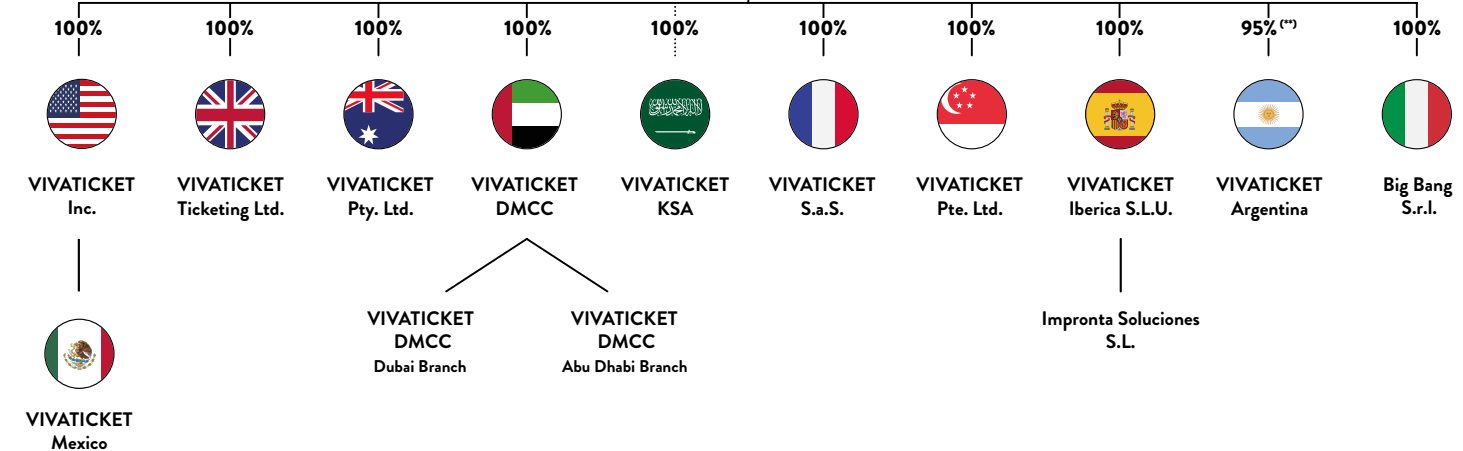 100% 100% 100% 100% 100% 100% 100% 100% 95% (**) 100%
VIVATICKET VIVATICKET VIVATICKET VIVATICKET VIVATICKET VIVATICKET VIVATICKET VIVATICKET VIVATICKET Big Bang
Inc. Ticketing Ltd. Pty. Ltd. DMCC KSA S.a.S. Pte. Ltd. Iberica S.L.U. Argentina S.r.l.
VIVATICKET VIVATICKET Impronta Soluciones
DMCC DMCC S.L.
Dubai Branch Abu Dhabi Branch
VIVATICKET
Mexico